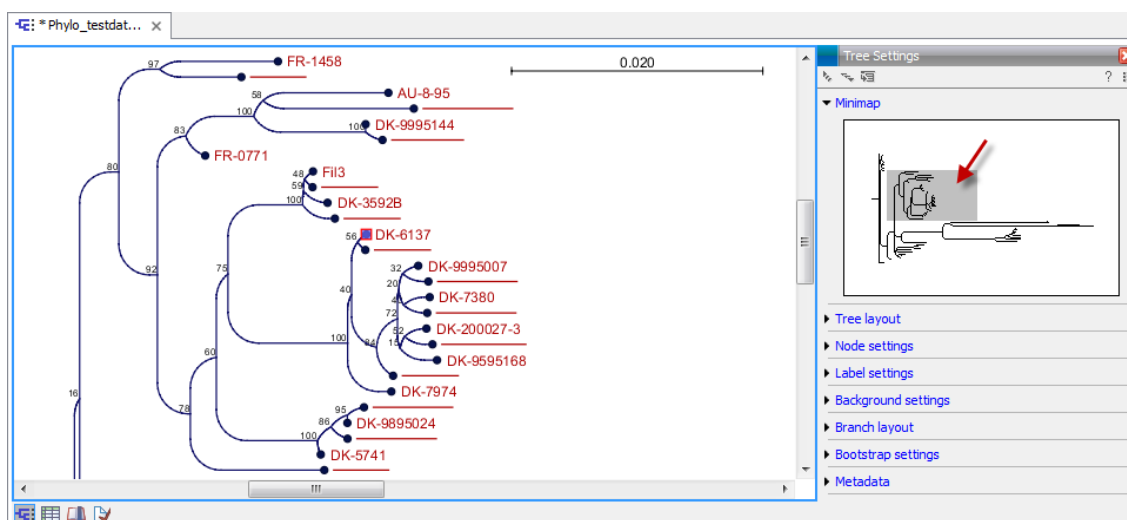 * Phylo_testdat...
0.020
Tree Settings
?
Minimap
97
FR-1458
58
AU-8-95
100
100
DK-9995144
83
FR-0771
80
48
Fil3
59
DK-3592B
100
56
DK-6137
92
75
32
DK-9995007
20
40
DK-7380
72
DK-200027-3
52
100
84
15
DK-9595168
60
DK-7974
16
78
95
86
DK-9895024
100
DK-5741
Tree layout
Node settings
Label settings
Background settings
Branch layout
Bootstrap settings
Metadata